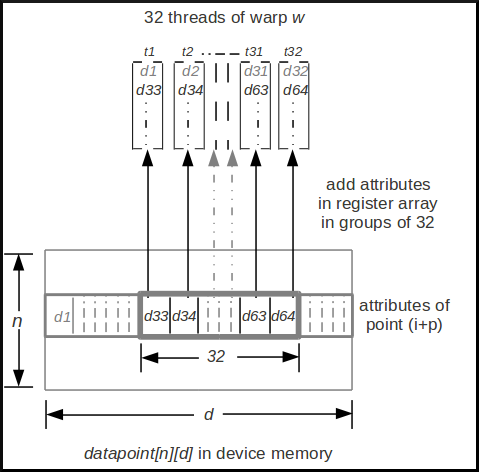 32 threads of warp w
t1 t2 t31 t32
d1 d2 d31 d32
d33 d34 d63 d64
add attributes
in register array
in groups of 32
d1 d33 d34 d63 d64
attributes of
point (i+p)
n
32
d
datapoint[n][d] in device memory